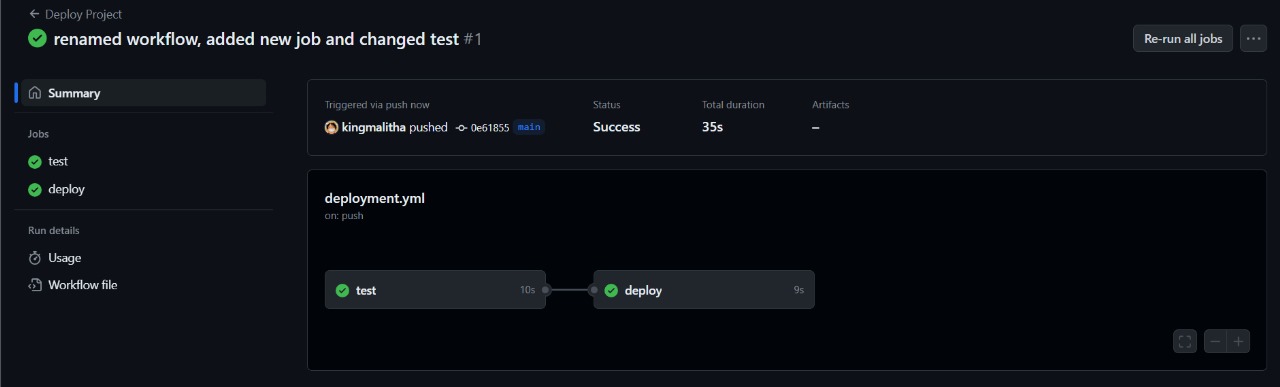 Deploy Project
renamed workflow, added new job and changed test #1
Re-run all jobs
Summary
Jobs
test
deploy
Run details
Usage
Workflow file
Triggered via push now
kingmalitha pushed 0e61855 main
Status
Success
Total duration
35s
Artifacts
–
deployment.yml
on: push
test 10s
deploy 9s